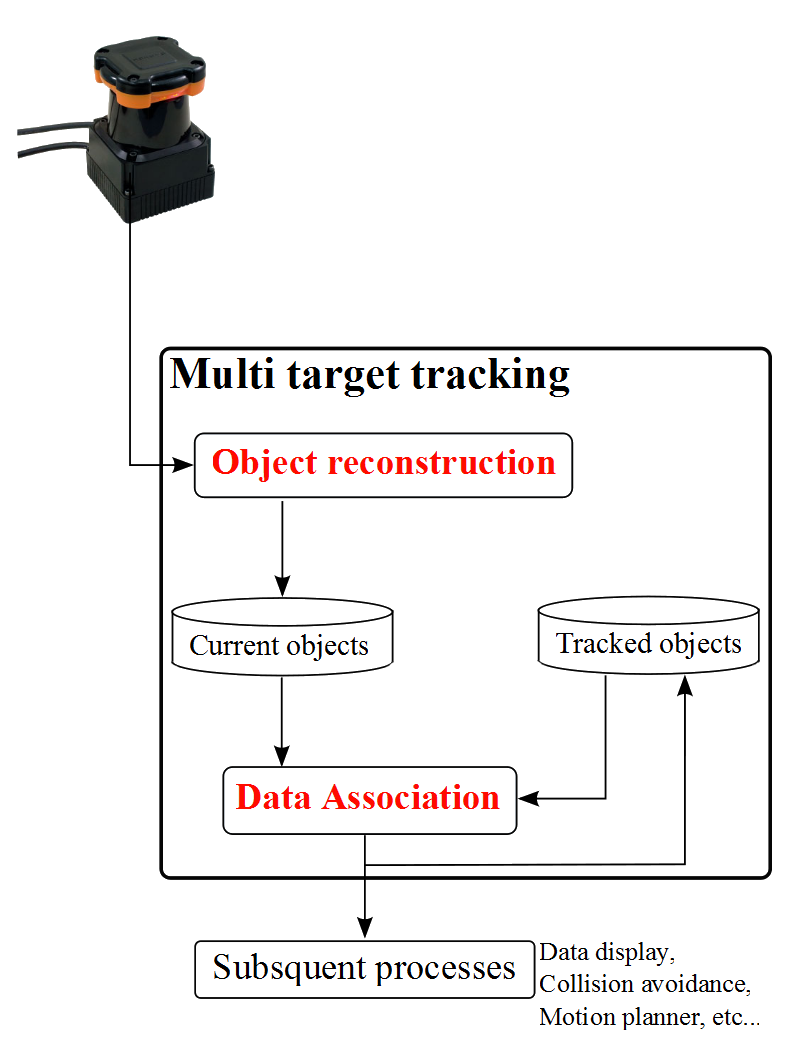 Multi target tracking
Object reconstruction
Current objects
Tracked objects
Data Association
Subsquent processes
Data display,
Collision avoidance,
Motion planner, etc...